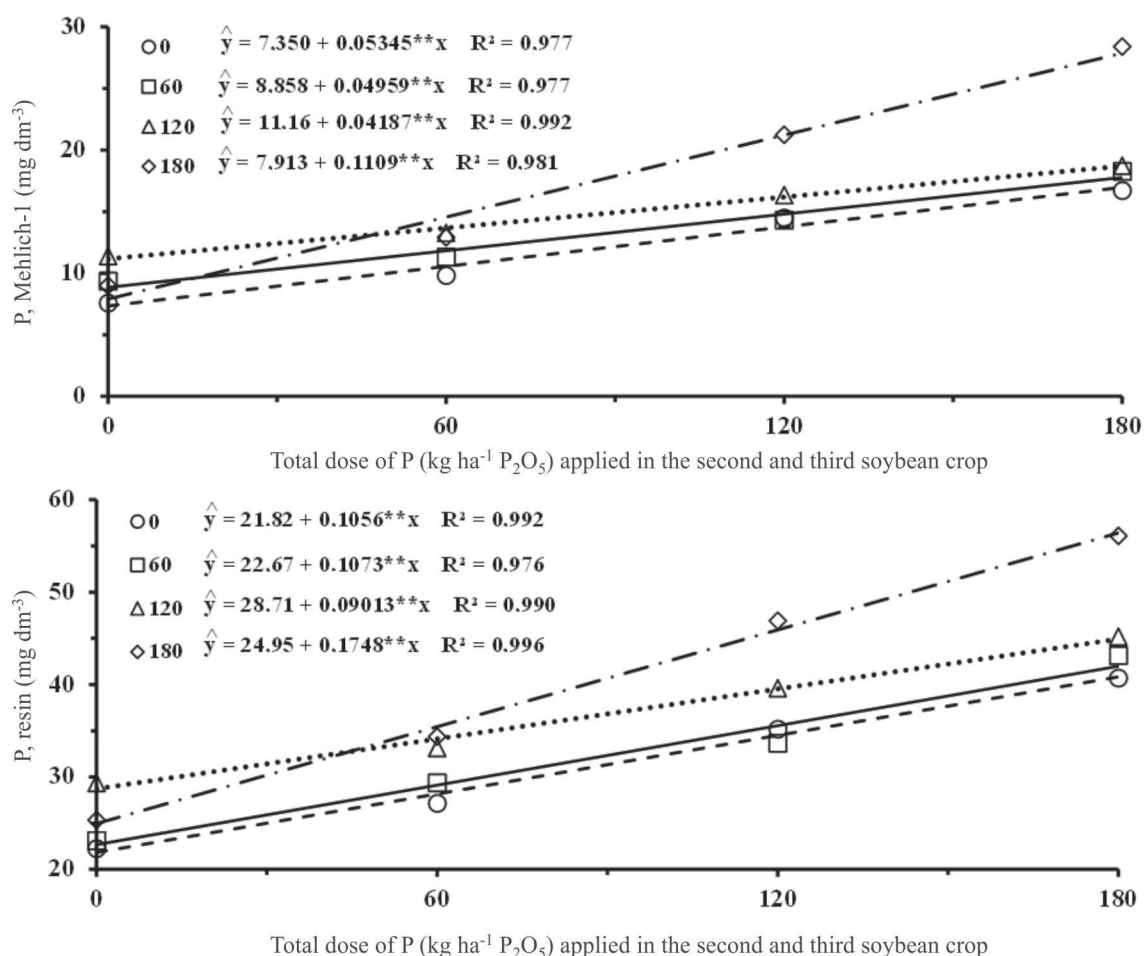 30
20
10
0
P, Mehlich-1 (mg dm⁻³)
0 ŷ = 7.350 + 0.05345**x R² = 0.977
60 ŷ = 8.858 + 0.04959**x R² = 0.977
120 ŷ = 11.16 + 0.04187**x R² = 0.992
180 ŷ = 7.913 + 0.1109**x R² = 0.981
0 60 120 180
Total dose of P (kg ha⁻¹ P₂O₅) applied in the second and third soybean crop
60
50
40
30
20
P, resin (mg dm⁻³)
0 ŷ = 21.82 + 0.1056**x R² = 0.992
60 ŷ = 22.67 + 0.1073**x R² = 0.976
120 ŷ = 28.71 + 0.09013**x R² = 0.990
180 ŷ = 24.95 + 0.1748**x R² = 0.996
0 60 120 180
Total dose of P (kg ha⁻¹ P₂O₅) applied in the second and third soybean crop